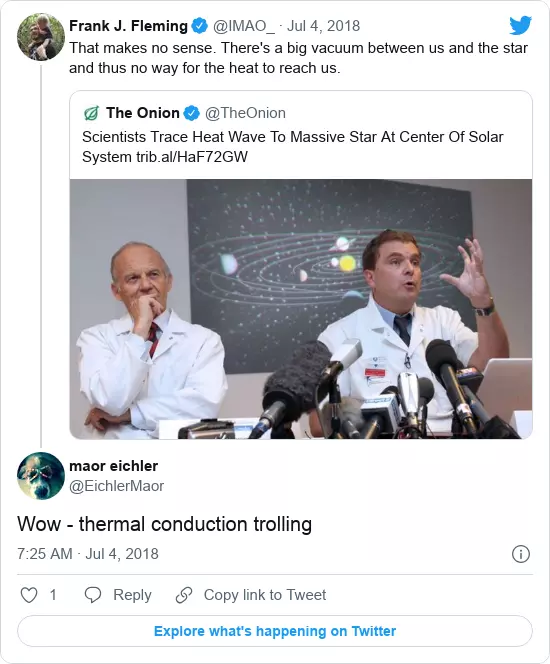 Frank J. Fleming @IMAO_ · Jul 4, 2018
That makes no sense. There's a big vacuum between us and the star
and thus no way for the heat to reach us.
The Onion @TheOnion
Scientists Trace Heat Wave To Massive Star At Center Of Solar
System trib.al/HaF72GW
maor eichler
@EichlerMaor
Wow - thermal conduction trolling
7:25 AM · Jul 4, 2018
1 Reply Copy link to Tweet
Explore what's happening on Twitter